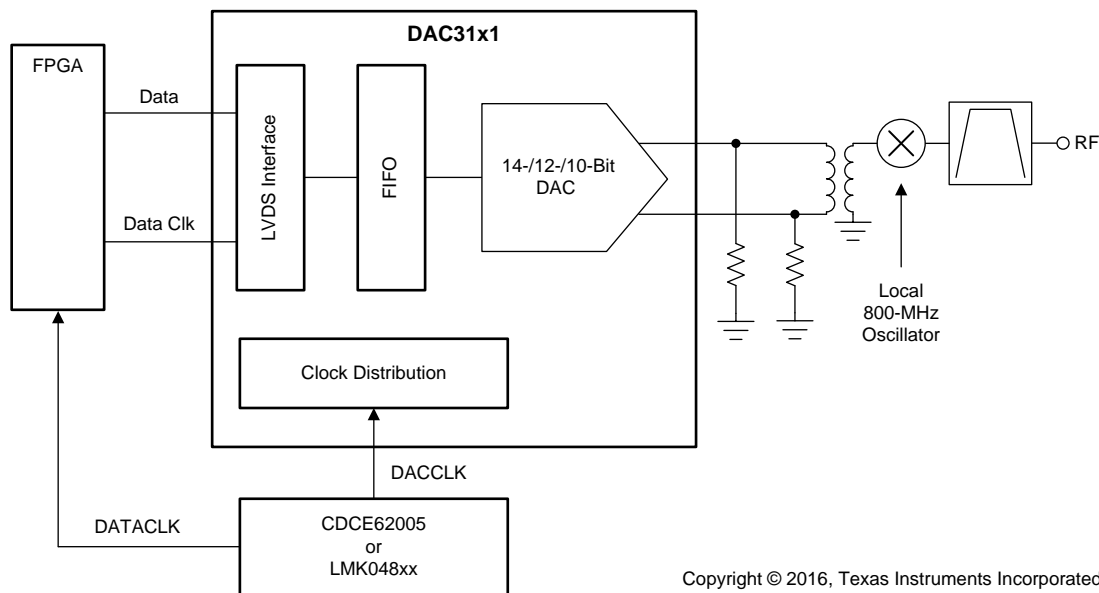 DAC31x1
FPGA
Data
Data Clk
LVDS Interface
FIFO
14-/12-/10-Bit
DAC
RF
Local
800-MHz
Oscillator
Clock Distribution
DACCLK
DATACLK
CDCE62005
or
LMK048xx
Copyright © 2016, Texas Instruments Incorporated